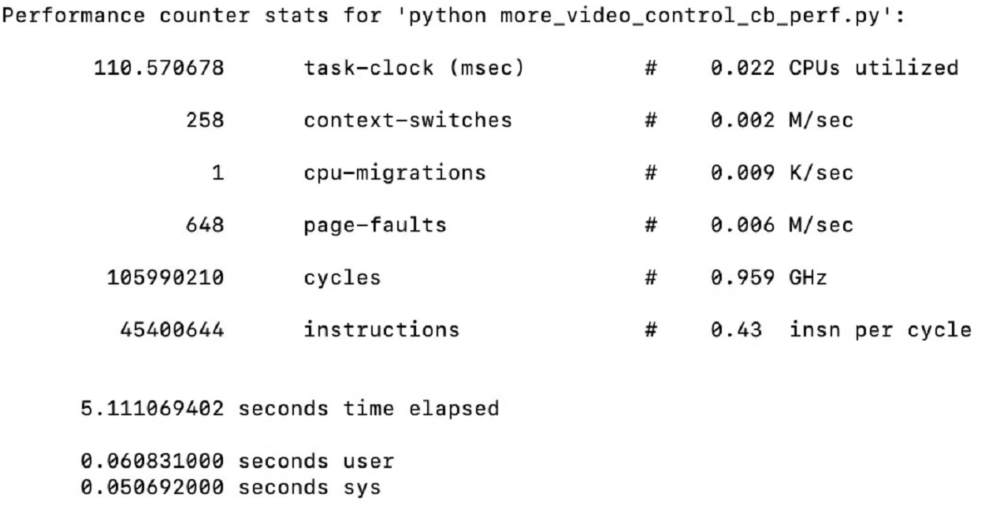 Performance counter stats for 'python more_video_control_cb_perf.py':
110.570678 task-clock (msec) # 0.022 CPUs utilized
258 context-switches # 0.002 M/sec
1 cpu-migrations # 0.009 K/sec
648 page-faults # 0.006 M/sec
105990210 cycles # 0.959 GHz
45400644 instructions # 0.43 insn per cycle
5.111069402 seconds time elapsed
0.060831000 seconds user
0.050692000 seconds sys